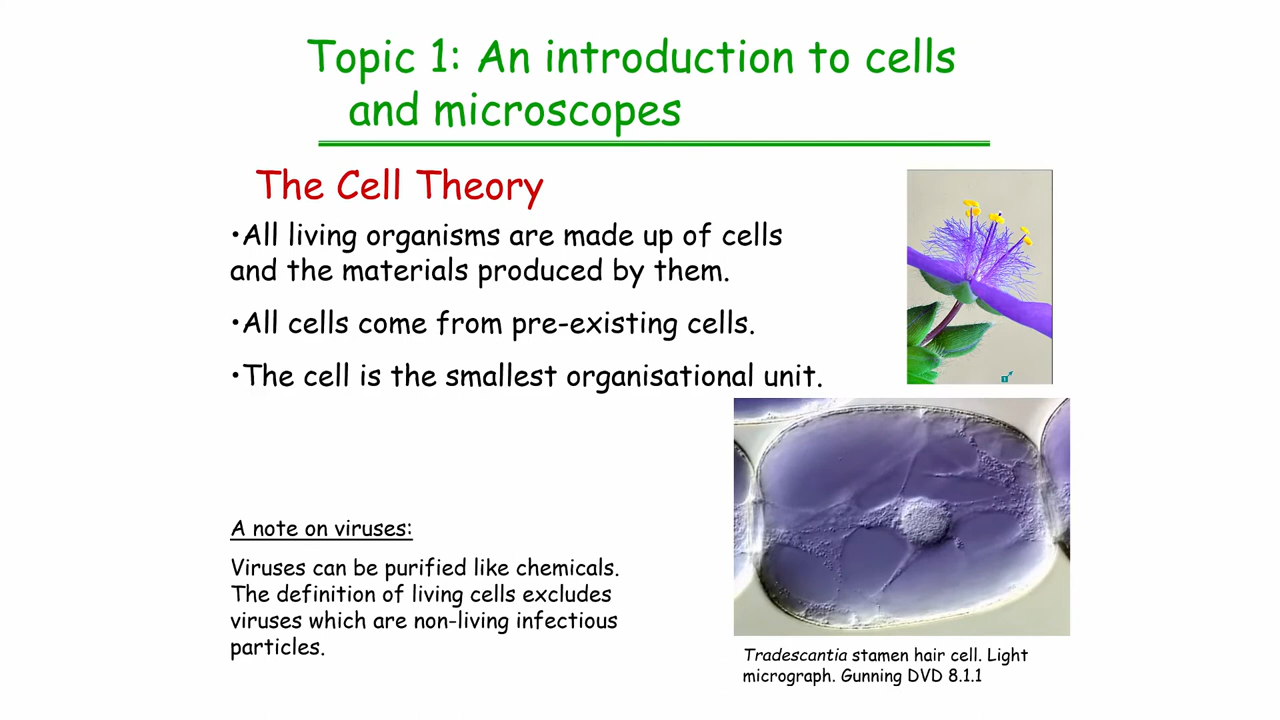 Topic 1: An introduction to cells
and microscopes
The Cell Theory
•All living organisms are made up of cells
and the materials produced by them.
•All cells come from pre-existing cells.
•The cell is the smallest organisational unit.
A note on viruses:
Viruses can be purified like chemicals.
The definition of living cells excludes
viruses which are non-living infectious
particles.
Tradescantia stamen hair cell. Light
micrograph. Gunning DVD 8.1.1